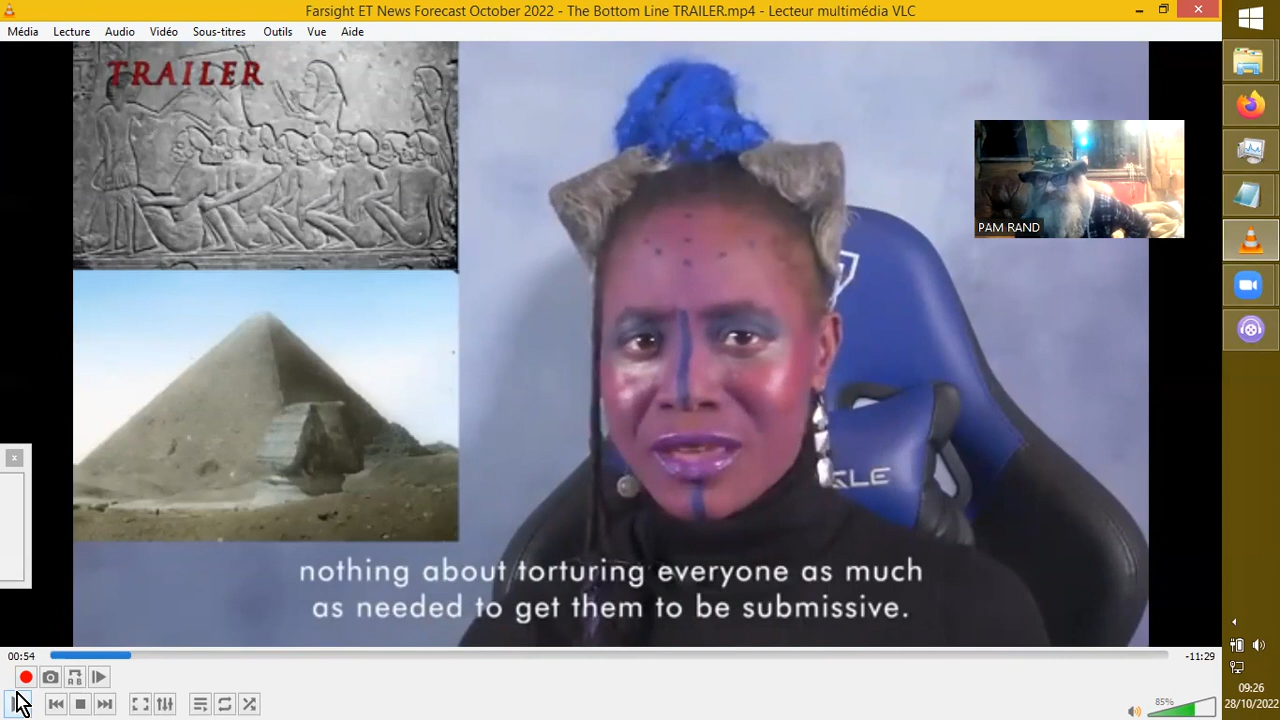 Farsight ET News Forecast October 2022 - The Bottom Line TRAILER.mp4 - Lecteur multimédia VLC
Média Lecture Audio Vidéo Sous-titres Outils Vue Aide
TRAILER
PAM RAND
nothing about torturing everyone as much
as needed to get them to be submissive.
00:54
-11:29
85%
09:26
28/10/2022